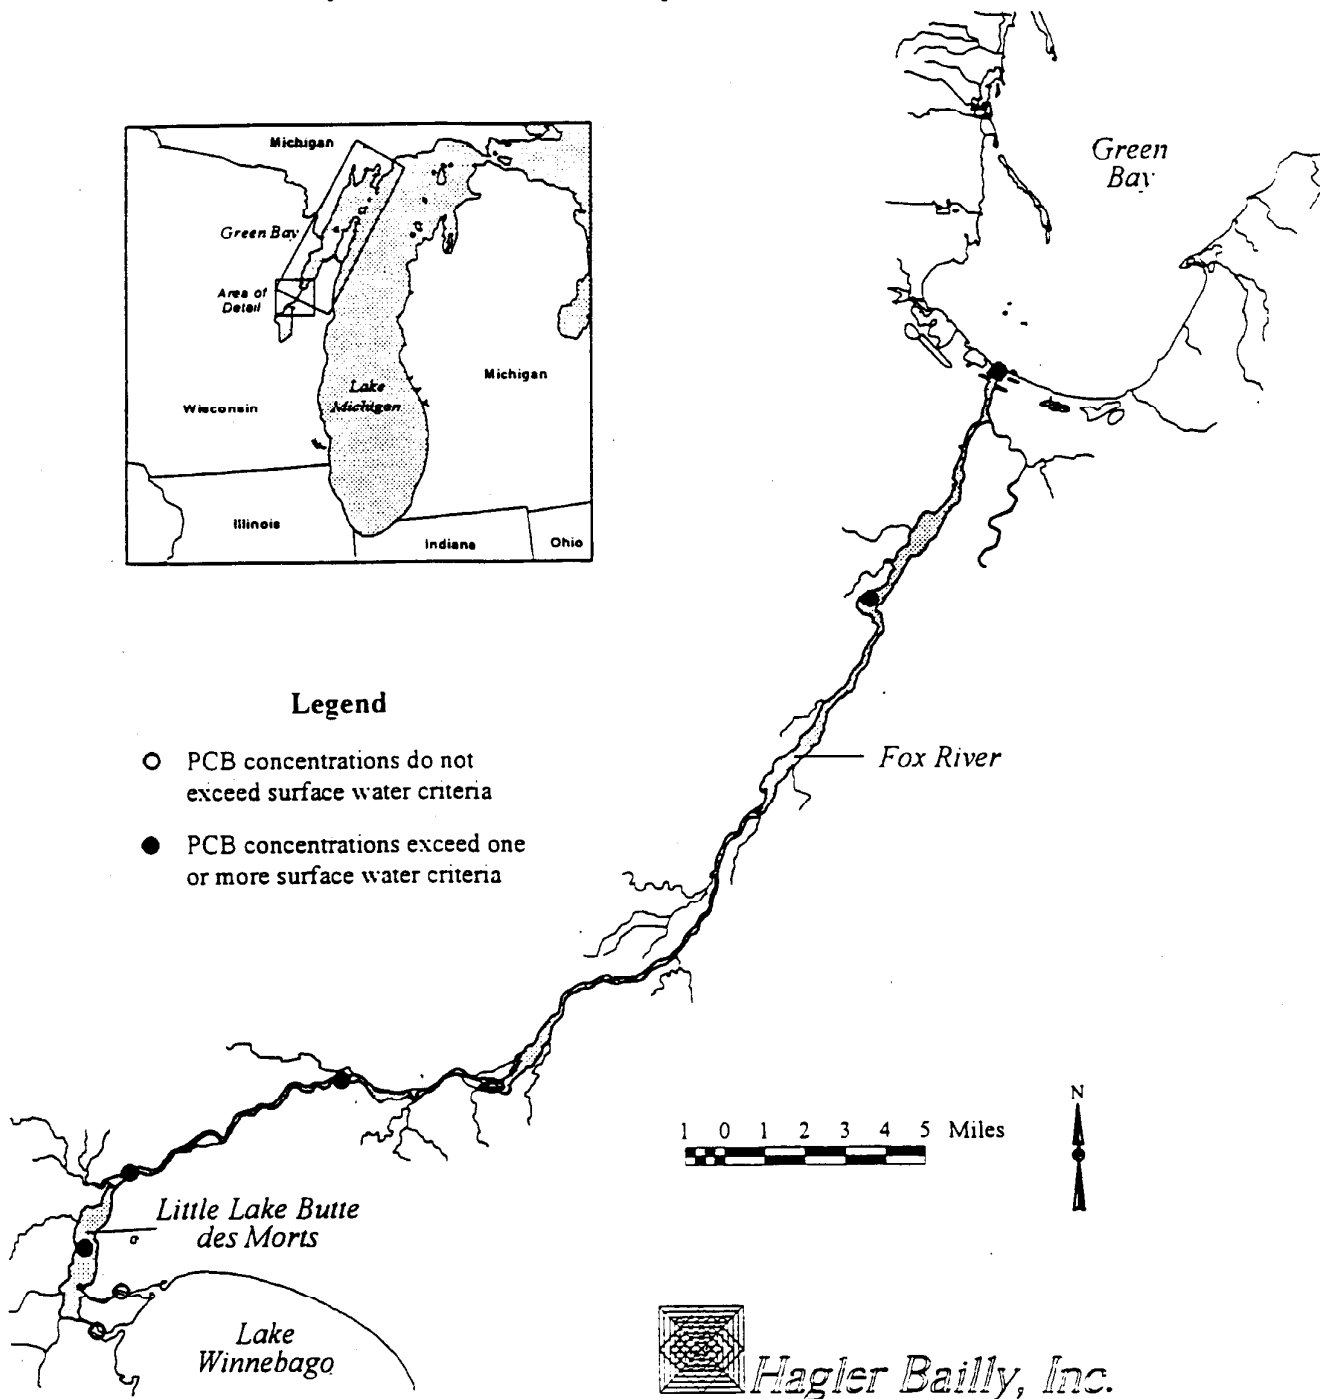 Michigan
Green Bay
Area of
Detail
Wisconsin
Lake
Michigan
Michigan
Illinois
Indiana
Ohio
Green
Bay
Legend
PCB concentrations do not
exceed surface water criteria
PCB concentrations exceed one
or more surface water criteria
Fox River
1 0 1 2 3 4 5 Miles
N
Little Lake Butte
des Morts
Lake
Winnebago
Hagler Bailly, Inc.